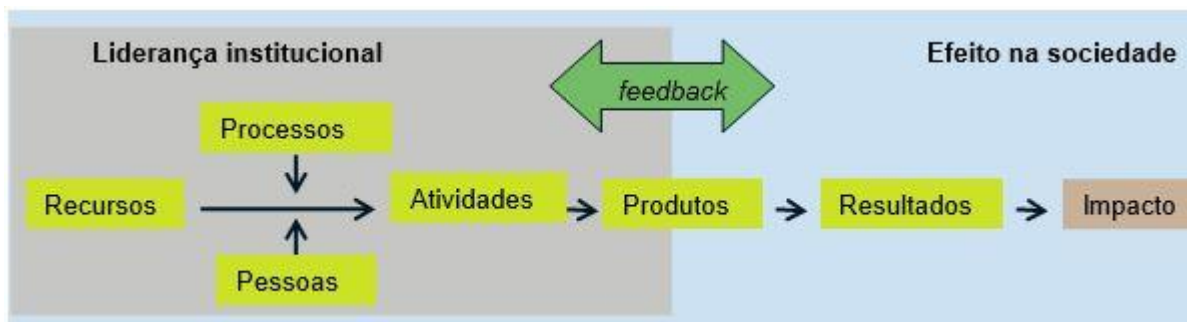 Liderança institucional
Efeito na sociedade
feedback
Processos
Recursos
Atividades
Produtos
Resultados
Impacto
Pessoas